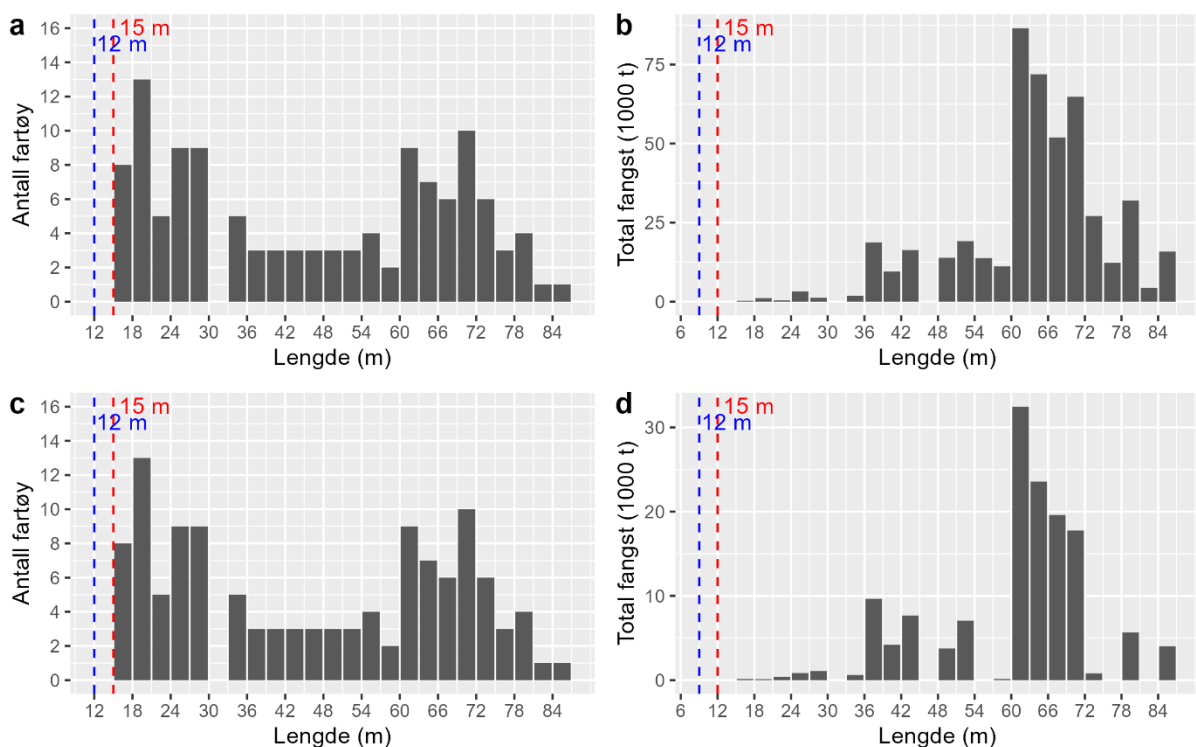 a
15 m
12 m
16
14
12
10
8
6
4
2
0
Antall fartøy
12 18 24 30 36 42 48 54 60 66 72 78 84
Lengde (m)
b
15 m
12 m
75
50
25
0
Total fangst (1000 t)
6 12 18 24 30 36 42 48 54 60 66 72 78 84
Lengde (m)
c
15 m
12 m
16
14
12
10
8
6
4
2
0
Antall fartøy
12 18 24 30 36 42 48 54 60 66 72 78 84
Lengde (m)
d
15 m
12 m
30
20
10
0
Total fangst (1000 t)
6 12 18 24 30 36 42 48 54 60 66 72 78 84
Lengde (m)